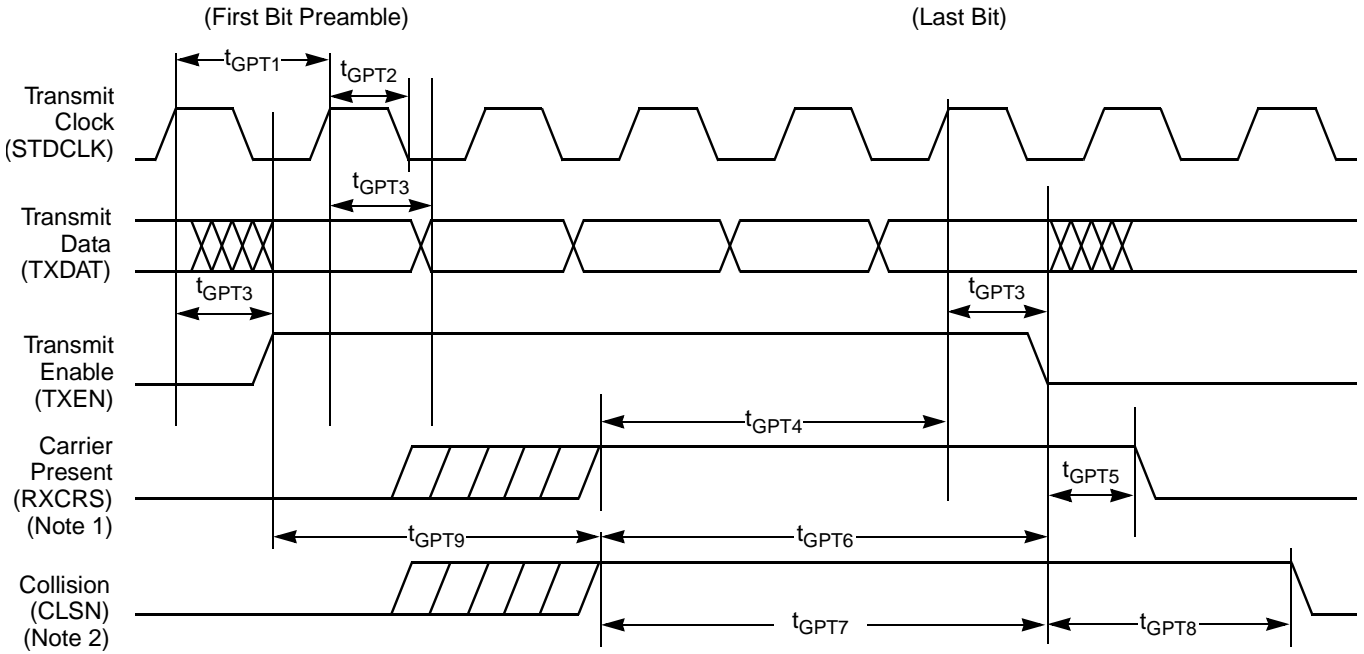 (First Bit Preamble)
(Last Bit)
tGPT1
tGPT2
Transmit
Clock
(STDCLK)
tGPT3
Transmit
Data
(TXDAT)
tGPT3
tGPT3
Transmit
Enable
(TXEN)
tGPT4
Carrier
Present
(RXCRS)
(Note 1)
tGPT5
tGPT9
tGPT6
Collision
(CLSN)
(Note 2)
tGPT7
tGPT8